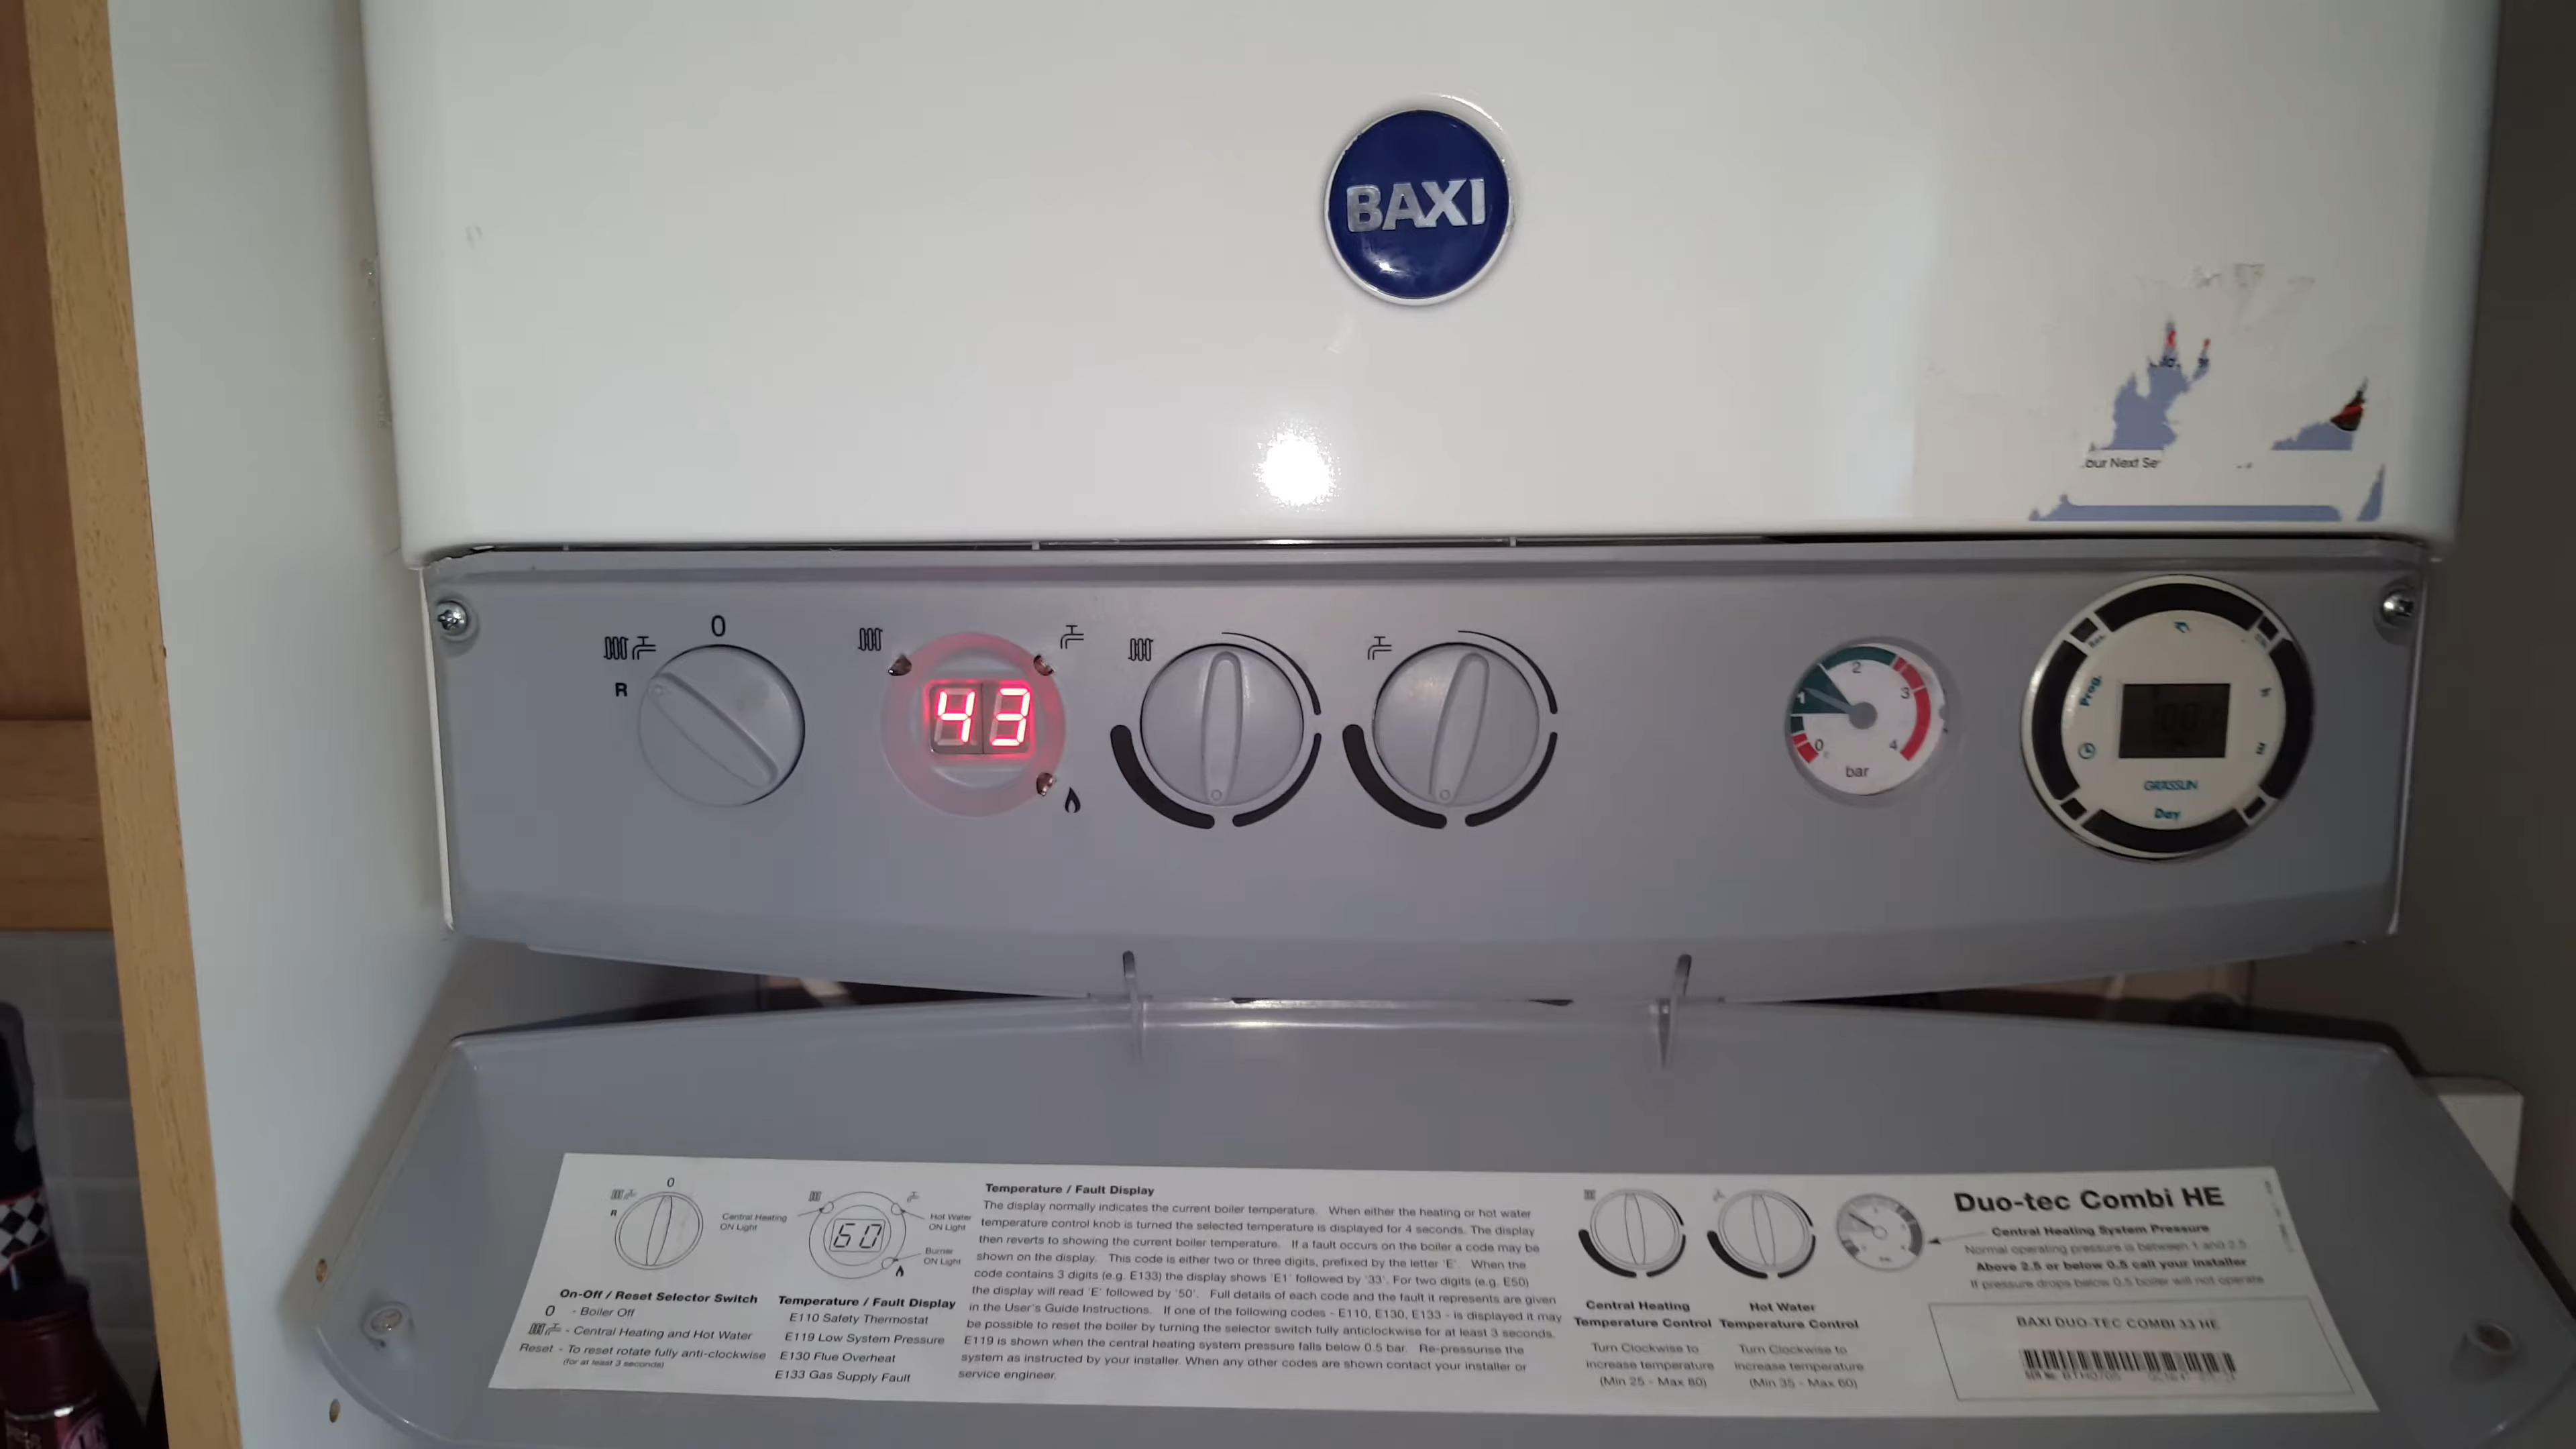 BAXI
our Next Se
0
R
43
0
1
2
3
4
bar
Res.
Prog.
GRASSLIN
Day
0
R
Central Heating
ON Light
60
Hot Water
ON Light
Burner
ON Light
On-Off / Reset Selector Switch
0 - Boiler Off
- Central Heating and Hot Water
Reset - To reset rotate fully anti-clockwise
(for at least 3 seconds)
Temperature / Fault Display
E110 Safety Thermostat
E119 Low System Pressure
E130 Flue Overheat
E133 Gas Supply Fault
Temperature / Fault Display
The display normally indicates the current boiler temperature. When either the heating or hot water
temperature control knob is turned the selected temperature is displayed for 4 seconds. The display
then reverts to showing the current boiler temperature. If a fault occurs on the boiler a code may be
shown on the display. This code is either two or three digits, prefixed by the letter 'E'. When the
code contains 3 digits (e.g. E133) the display shows 'E1' followed by '33'. For two digits (e.g. E50)
the display will read 'E' followed by '50'. Full details of each code and the fault it represents are given
in the User's Guide Instructions. If one of the following codes - E110, E130, E133 - is displayed it may
be possible to reset the boiler by turning the selector switch fully anticlockwise for at least 3 seconds.
E119 is shown when the central heating system pressure falls below 0.5 bar. Re-pressurise the
system as instructed by your installer. When any other codes are shown contact your installer or
service engineer.
Central Heating
Temperature Control
Turn Clockwise to
increase temperature
(Min 25 - Max 80)
Hot Water
Temperature Control
Turn Clockwise to
increase temperature
(Min 35 - Max 60)
Duo-tec Combi HE
Central Heating System Pressure
Normal operating pressure is between 1 and 2.5
Above 2.5 or below 0.5 call your installer
If pressure drops below 0.5 boiler will not operate
BAXI DUO-TEC COMBI 33 HE